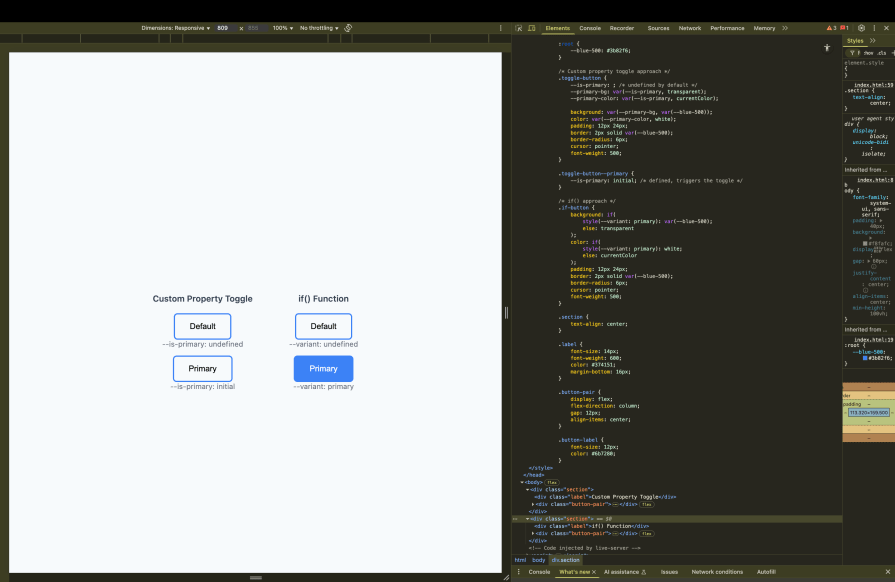 Dimensions: Responsive ▾ 809 × 855 100% ▾ No throttling ▾
Elements Console Recorder Sources Network Performance Memory >> 3 1
Custom Property Toggle
Default
--is-primary: undefined
Primary
--is-primary: initial
if() Function
Default
--variant: undefined
Primary
--variant: primary
:root {
--blue-500: #3b82f6;
}
/* Custom property toggle approach */
.toggle-button {
--is-primary: ; /* undefined by default */
--primary-bg: var(--is-primary, transparent);
--primary-color: var(--is-primary, currentColor);
background: var(--primary-bg, var(--blue-500));
color: var(--primary-color, white);
padding: 12px 24px;
border: 2px solid var(--blue-500);
border-radius: 6px;
cursor: pointer;
font-weight: 500;
}
.toggle-button--primary {
--is-primary: initial; /* defined, triggers the toggle */
}
/* if() approach */
.if-button {
background: if(
style(--variant: primary): var(--blue-500);
else: transparent
);
color: if(
style(--variant: primary): white;
else: currentColor
);
padding: 12px 24px;
border: 2px solid var(--blue-500);
border-radius: 6px;
cursor: pointer;
font-weight: 500;
}
.section {
text-align: center;
}
.label {
font-size: 14px;
font-weight: 600;
color: #374151;
margin-bottom: 16px;
}
.button-pair {
display: flex;
flex-direction: column;
gap: 12px;
align-items: center;
}
.button-label {
font-size: 12px;
color: #6b7280;
}
</style>
</head>
▾<body> flex
▾<div class="section">
<div class="label">Custom Property Toggle</div>
▸<div class="button-pair"> ⋯ </div> flex
</div>
▾<div class="section"> == $0
<div class="label">if() Function</div>
▸<div class="button-pair"> ⋯ </div> flex
</div>
<!-- Code injected by live-server -->
html body div.section
Console What's new × AI assistance Issues Network conditions Autofill
Styles >>
.cls +
element.style
{
}
index.html:50
.section {
text-align:
center;
}
user agent sty
div {
display:
block;
unicode-bidi
:
isolate;
}
Inherited from …
index.html:8
b
ody {
font-family:
system-
ui, sans-
serif;
padding: ▸
40px;
background:
▸
#f8fafc;
gap: ▸ 60px;
justify-
content
: center;
align-items:
center;
min-height:
100vh;
}
Inherited from …
index.html:19
:root {
--blue-500:
#3b82f6;
}
padding –
113.320×159.500